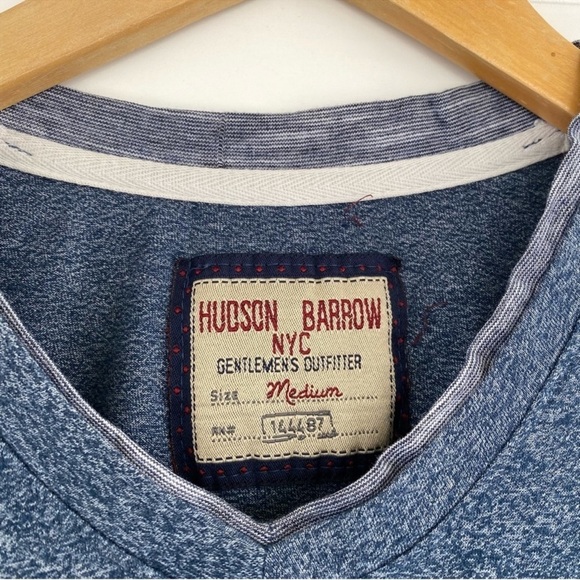 HUDSON BARROW
NYC
GENTLEMEN'S OUTFITTER
Size Medium
RN# 144487